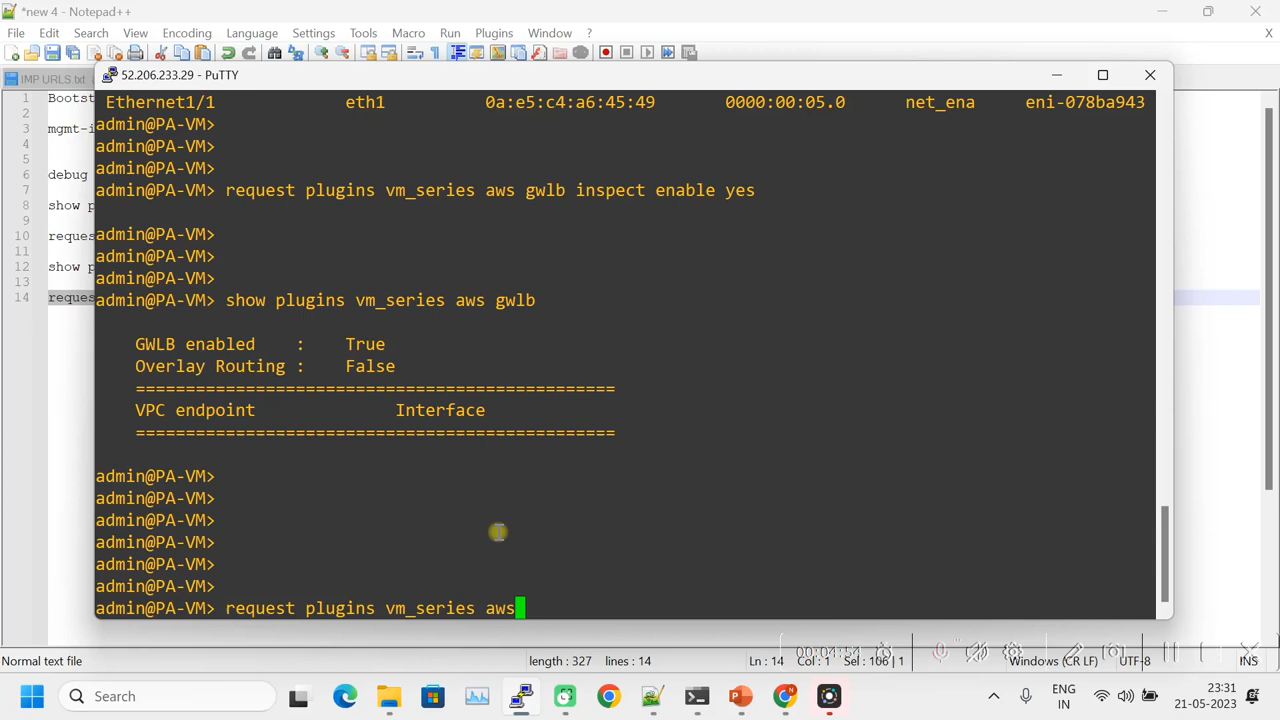 *new 4 - Notepad++
File Edit Search View Encoding Language Settings Tools Macro Run Plugins Window ? X
IMP URLS.txt
52.206.233.29 - PuTTY
1 Bootst
2
3 mgmt-i
4
5
6 debug
7
8 show p
9
10 reques
11
12 show p
13
14 reques
Ethernet1/1 eth1 0a:e5:c4:a6:45:49 0000:00:05.0 net_ena eni-078ba943
admin@PA-VM>
admin@PA-VM>
admin@PA-VM>
admin@PA-VM> request plugins vm_series aws gwlb inspect enable yes
admin@PA-VM>
admin@PA-VM>
admin@PA-VM>
admin@PA-VM> show plugins vm_series aws gwlb
GWLB enabled : True
Overlay Routing : False
================================================
VPC endpoint Interface
================================================
admin@PA-VM>
admin@PA-VM>
admin@PA-VM>
admin@PA-VM>
admin@PA-VM>
admin@PA-VM>
admin@PA-VM> request plugins vm_series aws
00:04:54
Normal text file length : 327 lines : 14 Ln : 14 Col : 1 Sel : 106 | 1 Windows (CR LF) UTF-8 INS
Search
ENG
IN
23:31
21-05-2023